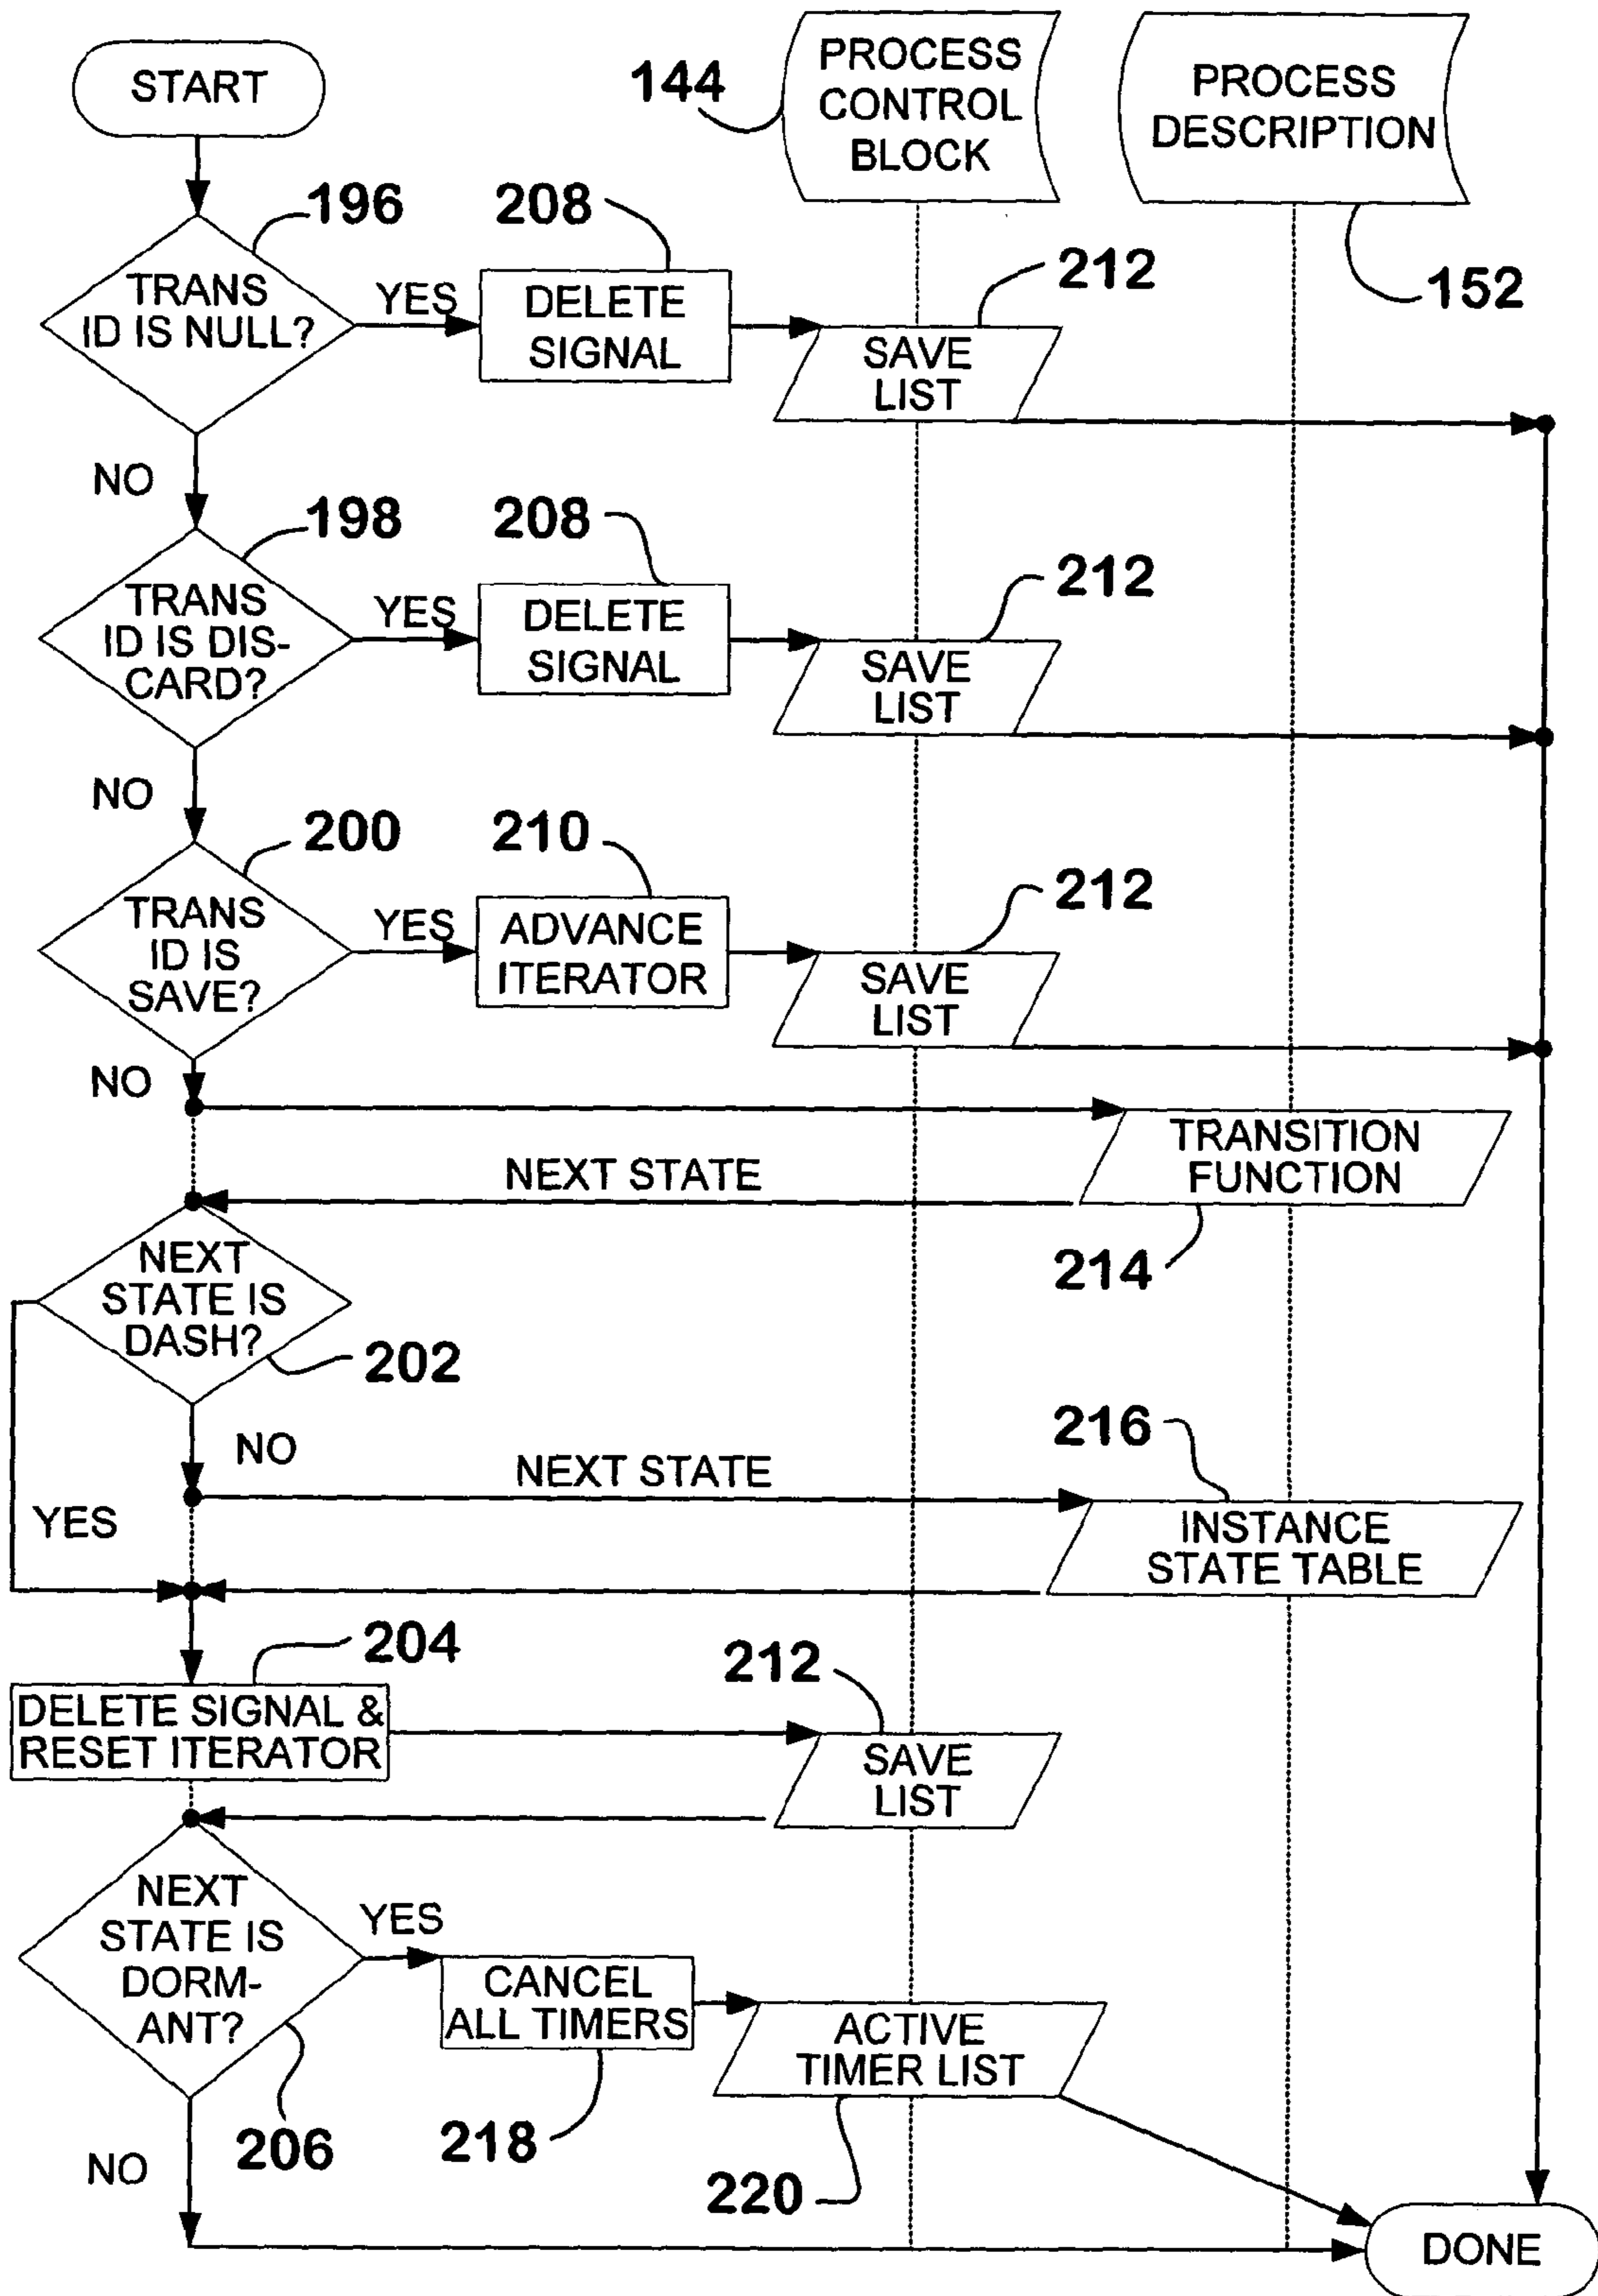 START
144
PROCESS
CONTROL
BLOCK
PROCESS
DESCRIPTION
152
196
TRANS
ID IS NULL?
YES
208
DELETE
SIGNAL
212
SAVE
LIST
NO
198
TRANS
ID IS DIS-
CARD?
YES
208
DELETE
SIGNAL
212
SAVE
LIST
NO
200
TRANS
ID IS
SAVE?
YES
210
ADVANCE
ITERATOR
212
SAVE
LIST
NO
TRANSITION
FUNCTION
214
NEXT STATE
NEXT
STATE IS
DASH?
202
NO
NEXT STATE
216
INSTANCE
STATE TABLE
YES
204
DELETE SIGNAL &
RESET ITERATOR
212
SAVE
LIST
NEXT
STATE IS
DORM-
ANT?
206
YES
CANCEL
ALL TIMERS
218
ACTIVE
TIMER LIST
220
NO
DONE